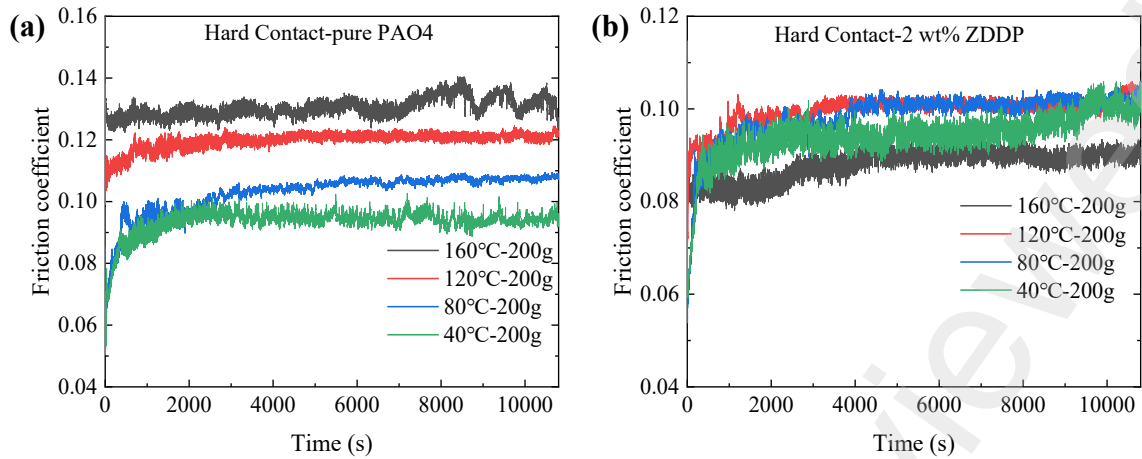 (a)
Hard Contact-pure PAO4
Friction coefficient
0.16
0.14
0.12
0.10
0.08
0.06
0.04
160℃-200g
120℃-200g
80℃-200g
40℃-200g
0 2000 4000 6000 8000 10000
Time (s)
(b)
Hard Contact-2 wt% ZDDP
Friction coefficient
0.12
0.10
0.08
0.06
0.04
160℃-200g
120℃-200g
80℃-200g
40℃-200g
0 2000 4000 6000 8000 10000
Time (s)